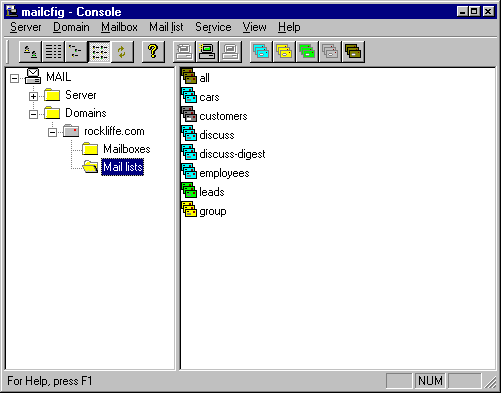 mailcfig - Console
Server Domain Mailbox Mail list Service View Help
MAIL
Server
Domains
rockliffe.com
Mailboxes
Mail lists
all
cars
customers
discuss
discuss-digest
employees
leads
group
For Help, press F1
NUM